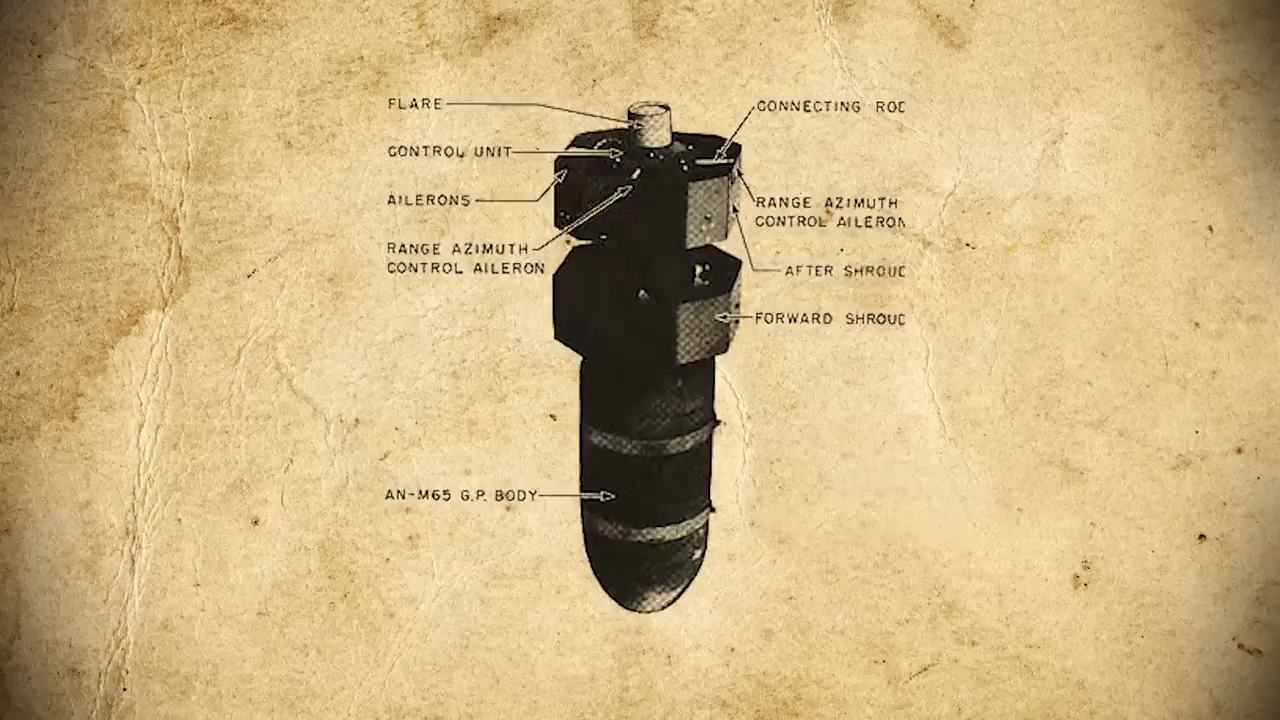 FLARE
CONTROL UNIT
AILERONS
RANGE AZIMUTH
CONTROL AILERON
AN-M65 G.P. BODY
CONNECTING ROD
RANGE AZIMUTH
CONTROL AILERON
AFTER SHROUD
FORWARD SHROUD